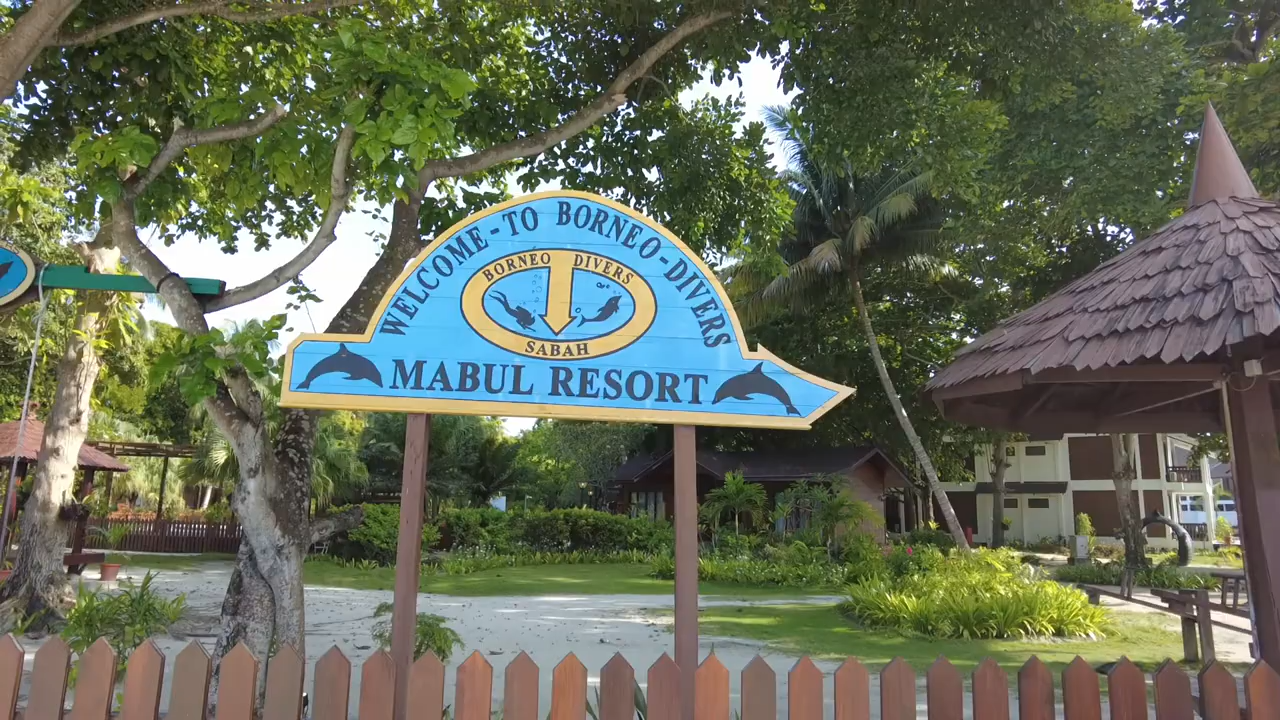 WELCOME-TO BORNEO-DIVERS
BORNEO DIVERS
SABAH
MABUL RESORT